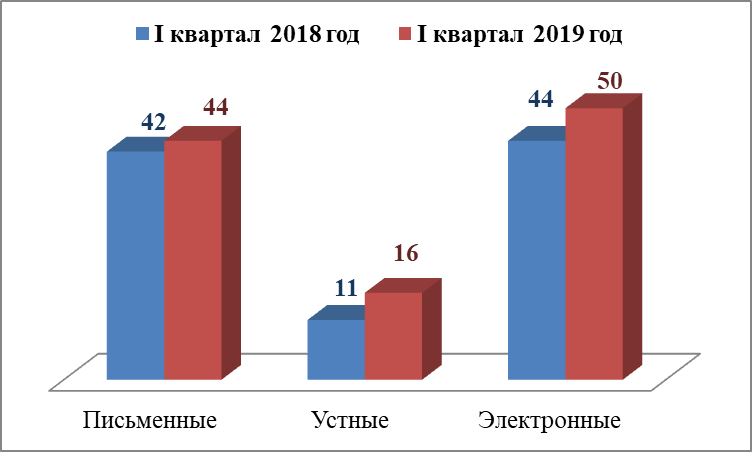 I квартал 2018 год I квартал 2019 год
42 44 11 16 44 50
Письменные Устные Электронные